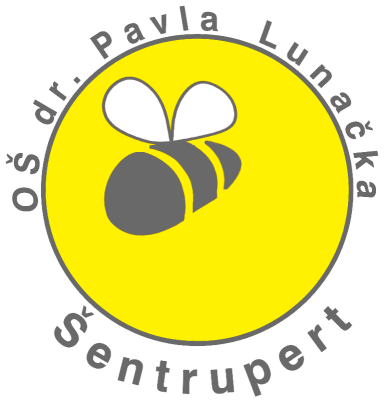 OŠ dr. Pavla Lunačka
Šentrupert